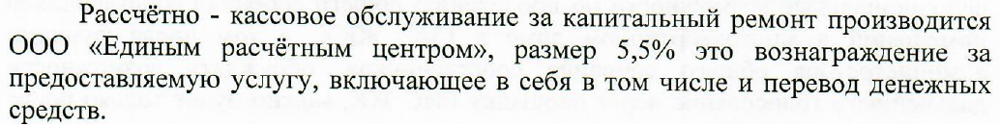 Рассчётно - кассовое обслуживание за капитальный ремонт производится
ООО «Единым расчётным центром», размер 5,5% это вознаграждение за
предоставляемую услугу, включающее в себя в том числе и перевод денежных
средств.